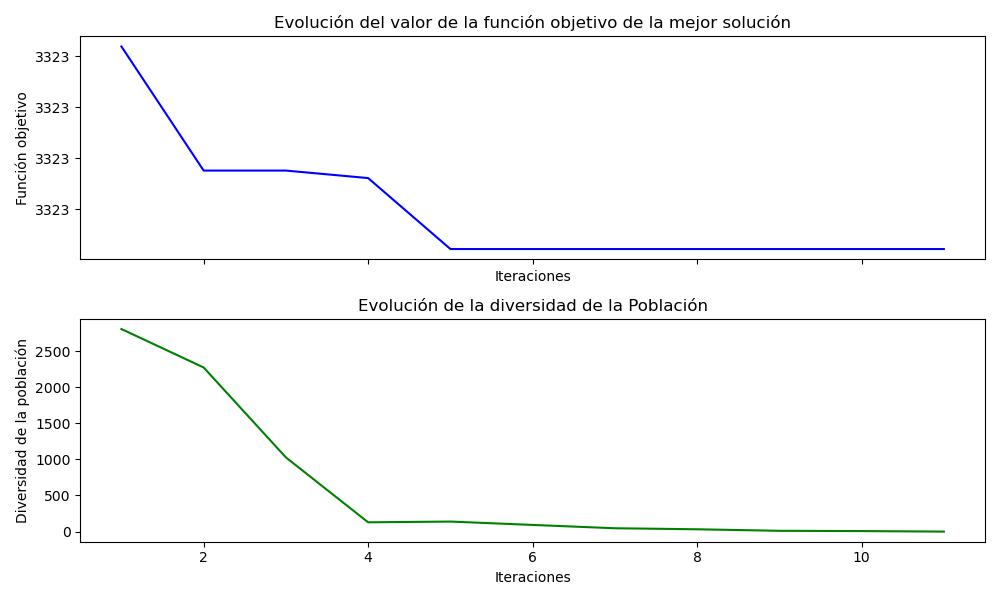 Evolución del valor de la función objetivo de la mejor solución
Función objetivo
3323
3323
3323
3323
Iteraciones
Evolución de la diversidad de la Población
Diversidad de la población
2500
2000
1500
1000
500
0
2 4 6 8 10
Iteraciones